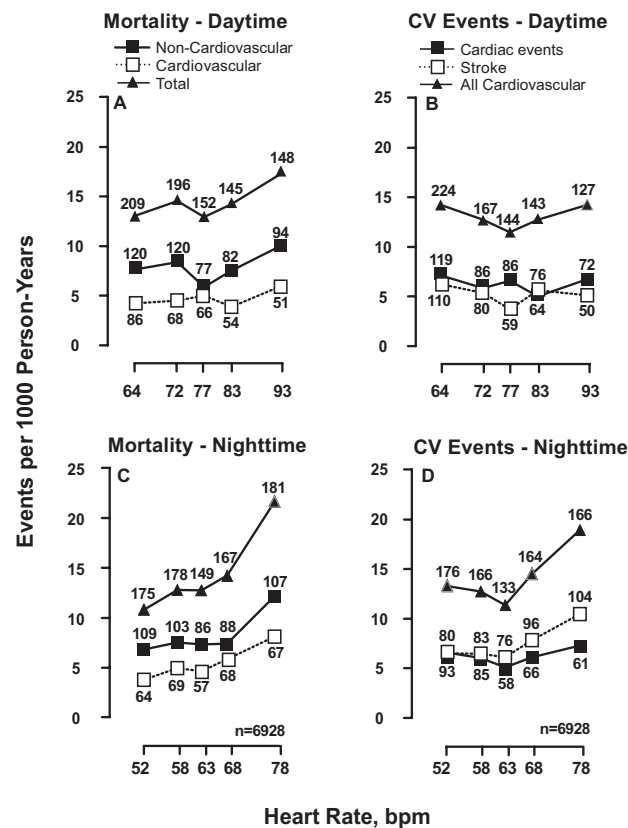 Mortality - Daytime
Non-Cardiovascular
Cardiovascular
Total
CV Events - Daytime
Cardiac events
Stroke
All Cardiovascular
Events per 1000 Person-Years
A
25
20
15
10
5
0
209 196 152 145 148
120 120 77 82 94
86 68 66 54 51
64 72 77 83 93
B
25
20
15
10
5
0
224 167 144 143 127
119 86 86 76 72
110 80 59 64 50
64 72 77 83 93
Mortality - Nighttime
C
25
20
15
10
5
0
175 178 149 167 181
109 103 86 88 107
64 69 57 68 67
n=6928
52 58 63 68 78
CV Events - Nighttime
D
25
20
15
10
5
0
176 166 133 164 166
80 83 76 96 104
93 85 58 66 61
n=6928
52 58 63 68 78
Heart Rate, bpm